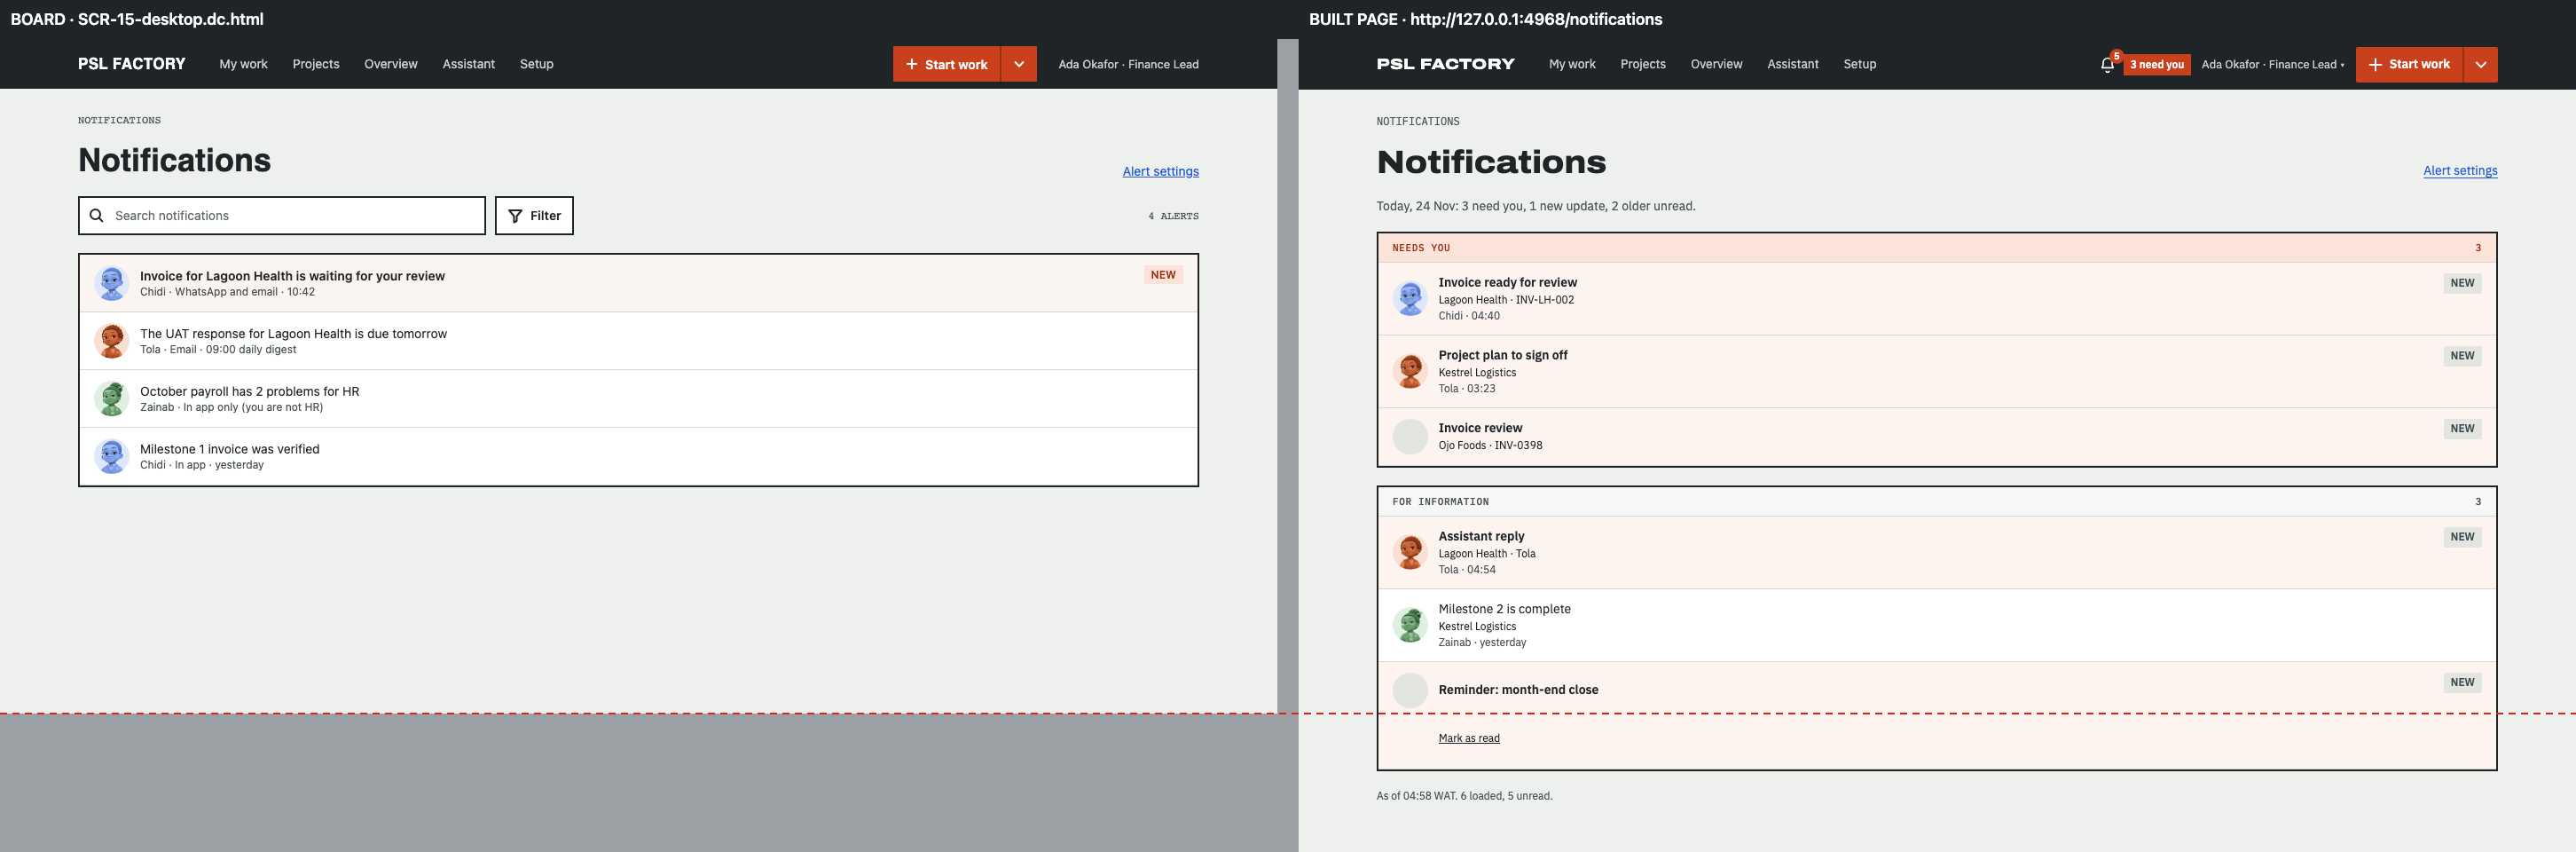 BOARD · SCR-15-desktop.dc.html
PSL FACTORY My work Projects Overview Assistant Setup + Start work Ada Okafor · Finance Lead
NOTIFICATIONS
Notifications
Alert settings
Search notifications Filter 4 ALERTS
Invoice for Lagoon Health is waiting for your review NEW
Chidi · WhatsApp and email · 10:42
The UAT response for Lagoon Health is due tomorrow
Tola · Email · 09:00 daily digest
October payroll has 2 problems for HR
Zainab · In app only (you are not HR)
Milestone 1 invoice was verified
Chidi · In app · yesterday
BUILT PAGE · http://127.0.0.1:4968/notifications
PSL FACTORY My work Projects Overview Assistant Setup 5 3 need you Ada Okafor · Finance Lead ▾ + Start work
NOTIFICATIONS
Notifications
Alert settings
Today, 24 Nov: 3 need you, 1 new update, 2 older unread.
NEEDS YOU 3
Invoice ready for review NEW
Lagoon Health · INV-LH-002
Chidi · 04:40
Project plan to sign off NEW
Kestrel Logistics
Tola · 03:23
Invoice review NEW
Ojo Foods · INV-0398
FOR INFORMATION 3
Assistant reply NEW
Lagoon Health · Tola
Tola · 04:54
Milestone 2 is complete
Kestrel Logistics
Zainab · yesterday
Reminder: month-end close NEW
Mark as read
As of 04:58 WAT. 6 loaded, 5 unread.